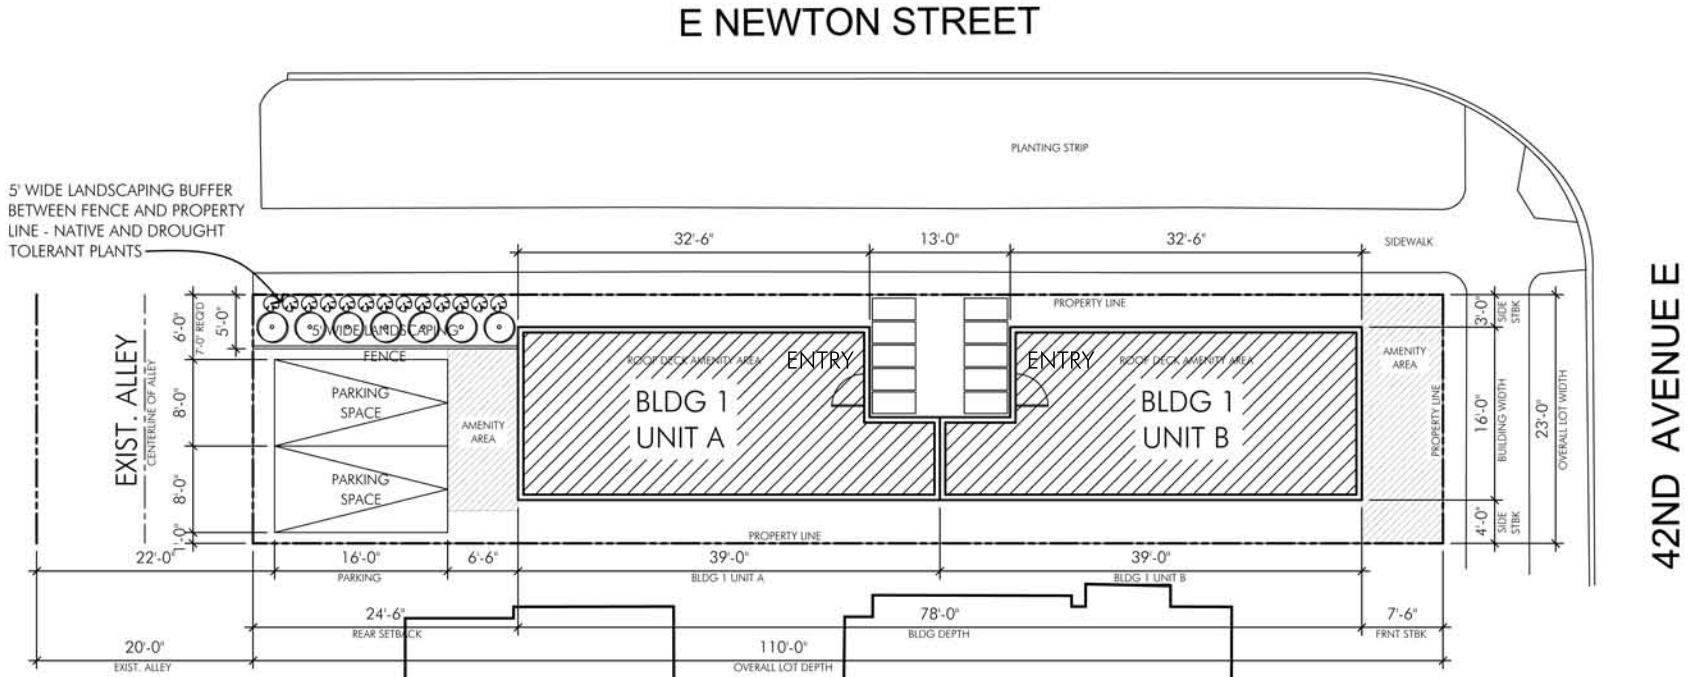 E NEWTON STREET
PLANTING STRIP
5' WIDE LANDSCAPING BUFFER
BETWEEN FENCE AND PROPERTY
LINE - NATIVE AND DROUGHT
TOLERANT PLANTS
32'-6"
13'-0"
32'-6"
SIDEWALK
PROPERTY LINE
6'-0"
7'-0" REQ'D
5'-0"
5' WIDE LANDSCAPING
FENCE
EXIST. ALLEY
CENTERLINE OF ALLEY
8'-0"
8'-0"
1'-0"
PARKING
SPACE
PARKING
SPACE
AMENITY
AREA
ROOF DECK AMENITY AREA
ENTRY
BLDG 1
UNIT A
ENTRY
ROOF DECK AMENITY AREA
BLDG 1
UNIT B
AMENITY
AREA
PROPERTY LINE
3'-0"
SIDE
STBK
16'-0"
BUILDING WIDTH
4'-0"
SIDE
STBK
23'-0"
OVERALL LOT WIDTH
42ND AVENUE E
PROPERTY LINE
22'-0"
16'-0"
PARKING
6'-6"
39'-0"
BLDG 1 UNIT A
39'-0"
BLDG 1 UNIT B
24'-6"
REAR SETBACK
78'-0"
BLDG DEPTH
7'-6"
FRNT STBK
20'-0"
EXIST. ALLEY
110'-0"
OVERALL LOT DEPTH